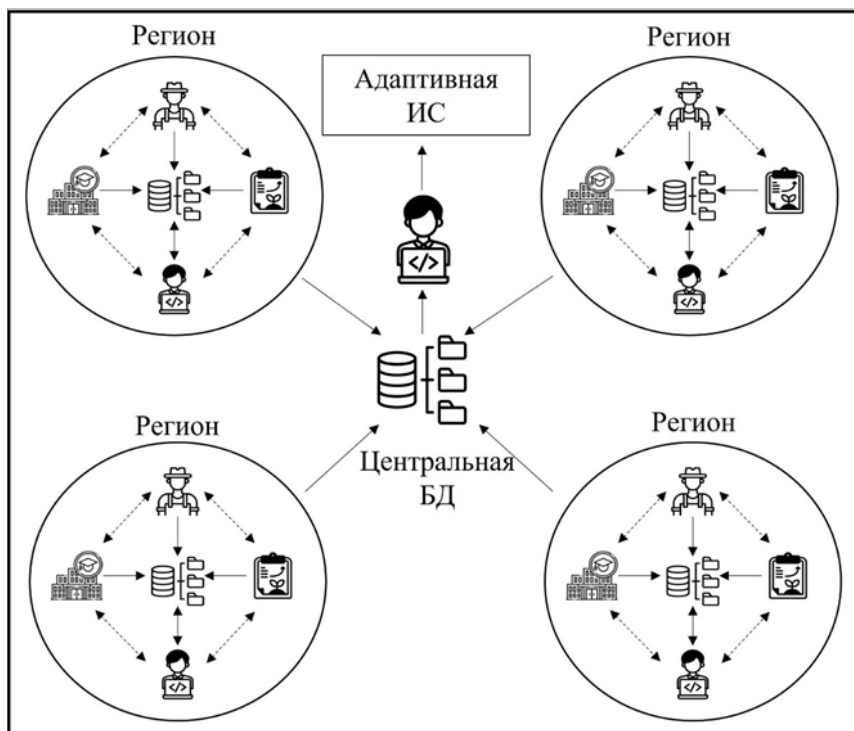 Регион
Регион
Адаптивная
ИС
</>
</>
</>
Регион
Регион
Центральная
БД
</>
</>